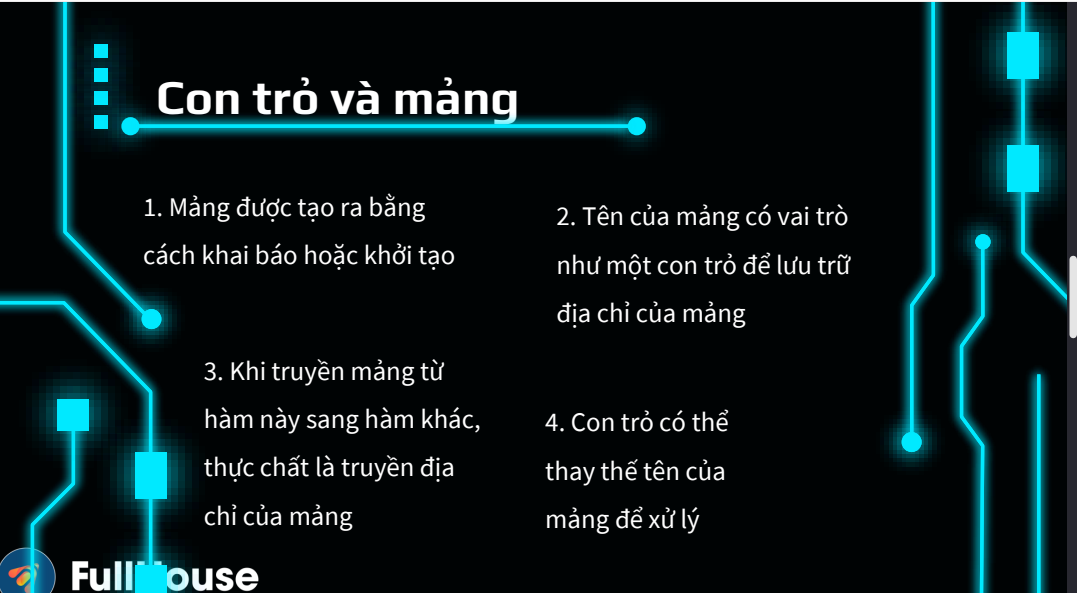 Con trỏ và mảng
1. Mảng được tạo ra bằng
cách khai báo hoặc khởi tạo
2. Tên của mảng có vai trò
như một con trỏ để lưu trữ
địa chỉ của mảng
3. Khi truyền mảng từ
hàm này sang hàm khác,
thực chất là truyền địa
chỉ của mảng
4. Con trỏ có thể
thay thế tên của
mảng để xử lý
FullHouse